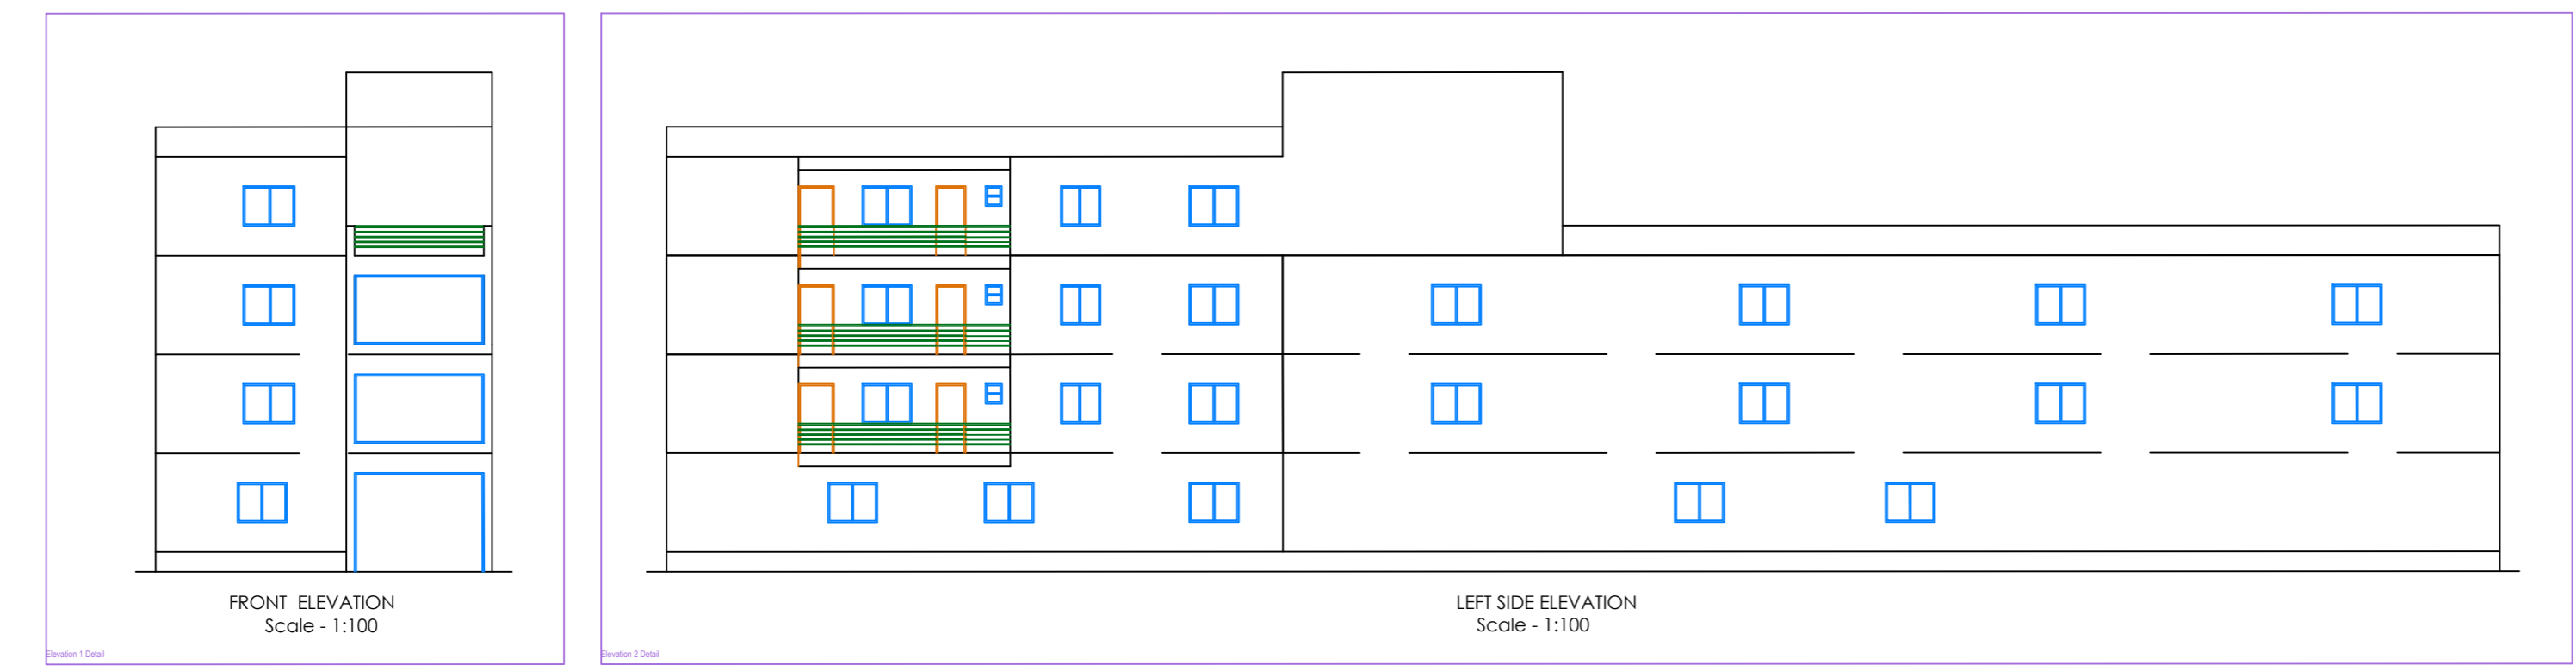 FRONT ELEVATION
Scale - 1:100
Elevation 1 Detail
LEFT SIDE ELEVATION
Scale - 1:100
Elevation 2 Detail